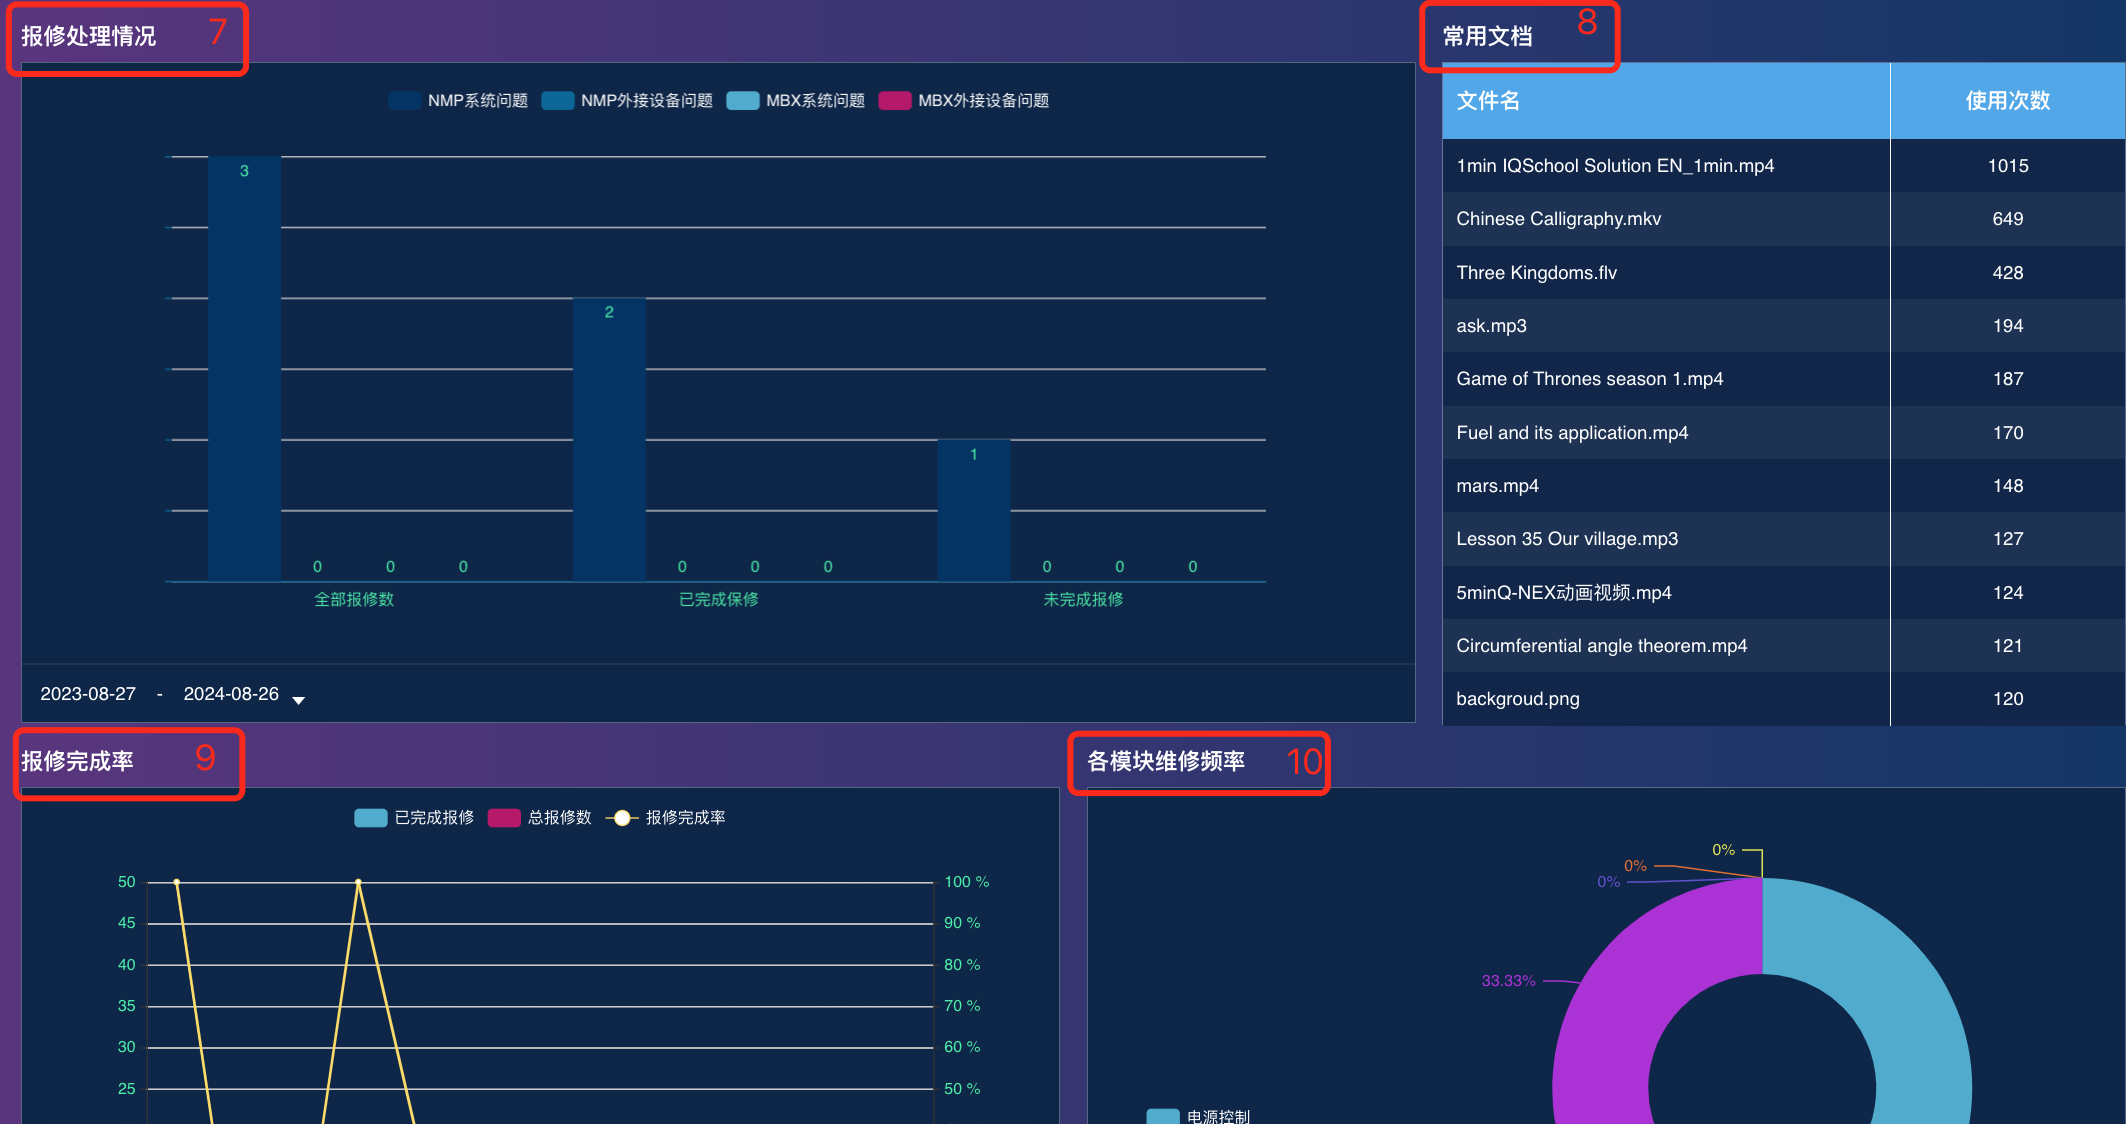 报修处理情况 7
NMP系统问题 NMP外接设备问题 MBX系统问题 MBX外接设备问题
3
2
1
0 0 0 0 0 0 0 0 0
全部报修数 已完成保修 未完成报修
2023-08-27 - 2024-08-26
常用文档 8
文件名 使用次数
1min IQSchool Solution EN_1min.mp4 1015
Chinese Calligraphy.mkv 649
Three Kingdoms.flv 428
ask.mp3 194
Game of Thrones season 1.mp4 187
Fuel and its application.mp4 170
mars.mp4 148
Lesson 35 Our village.mp3 127
5minQ-NEX动画视频.mp4 124
Circumferential angle theorem.mp4 121
backgroud.png 120
报修完成率 9
已完成报修 总报修数 报修完成率
50 100 %
45 90 %
40 80 %
35 70 %
30 60 %
25 50 %
各模块维修频率 10
0%
0%
0%
33.33%
电源控制